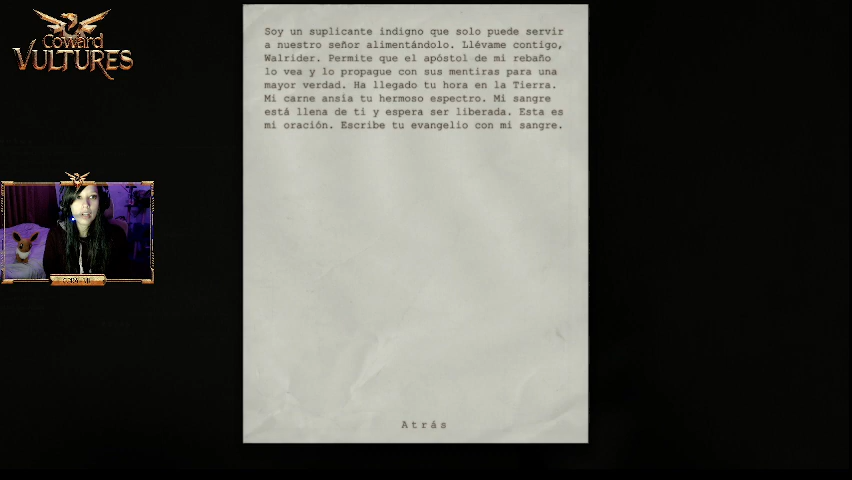 Coward
VULTURES
Soy un suplicante indigno que solo puede servir
a nuestro señor alimentándolo. Llévame contigo,
Walrider. Permite que el apóstol de mi rebaño
lo vea y lo propague con sus mentiras para una
mayor verdad. Ha llegado tu hora en la Tierra.
Mi carne ansía tu hermoso espectro. Mi sangre
está llena de ti y espera ser liberada. Esta es
mi oración. Escribe tu evangelio con mi sangre.
Atrás